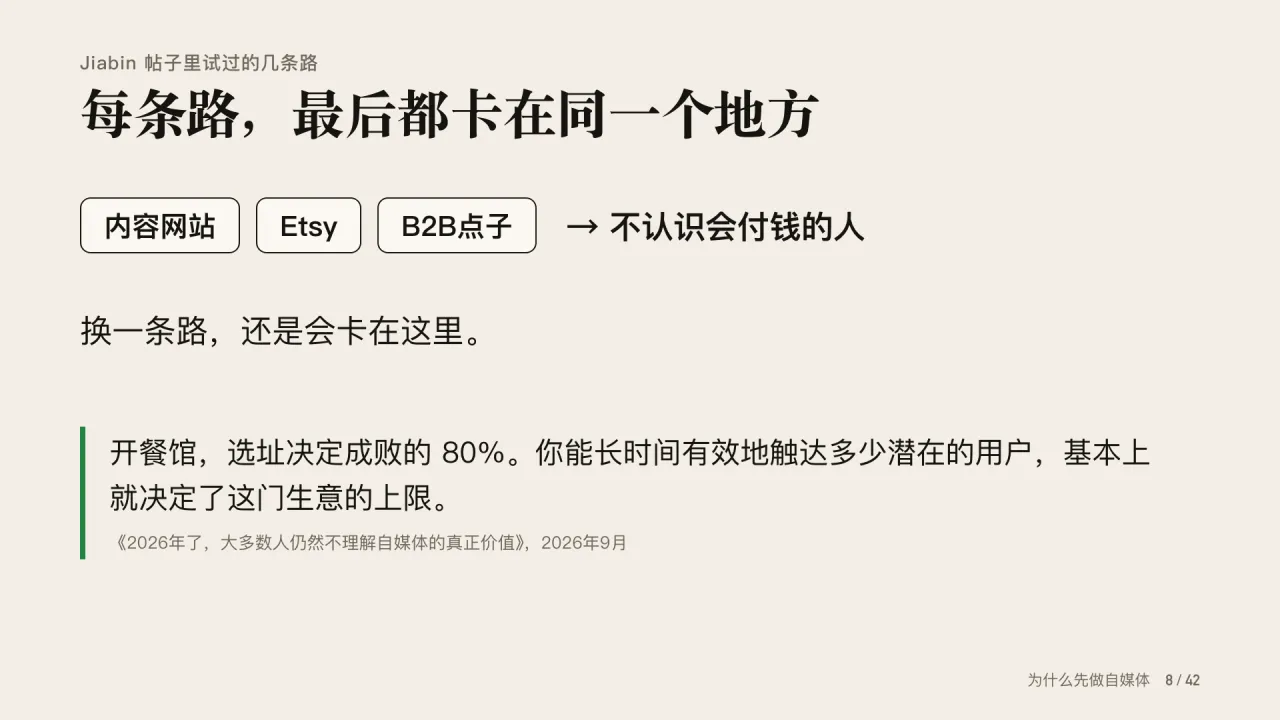 Jiabin 帖子里试过的几条路
每条路，最后都卡在同一个地方
内容网站 Etsy B2B点子 → 不认识会付钱的人
换一条路，还是会卡在这里。
开餐馆，选址决定成败的 80%。你能长时间有效地触达多少潜在的用户，基本上
就决定了这门生意的上限。
《2026年了，大多数人仍然不理解自媒体的真正价值》，2026年9月
为什么先做自媒体 8 / 42